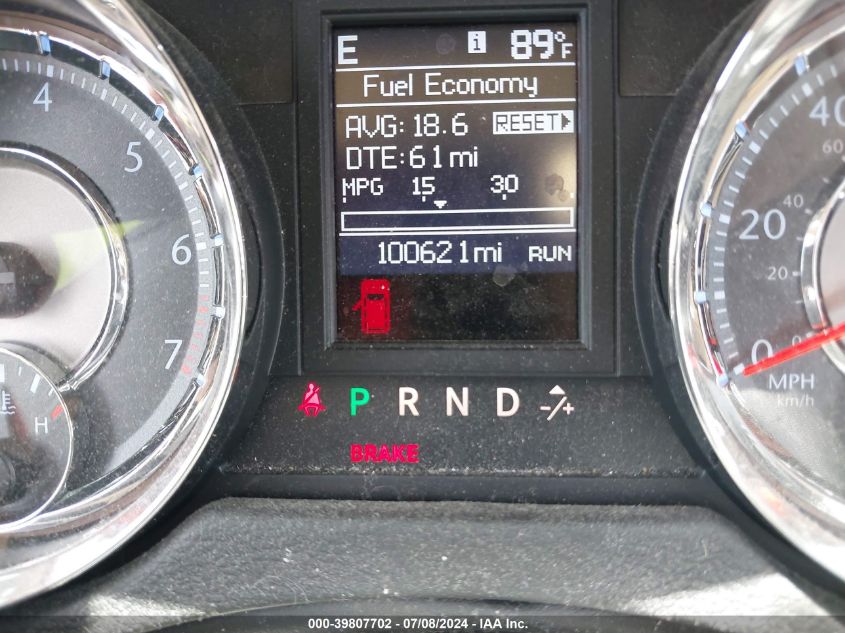 E i 89°F
Fuel Economy
AVG: 18.6 RESET
DTE: 61 mi
MPG 15 30
100621 mi RUN
P R N D -/+
BRAKE
4
5
6
7
H
40
60
20
40
20
0
0
MPH
km/h
000-39807702 - 07/08/2024 - IAA Inc.